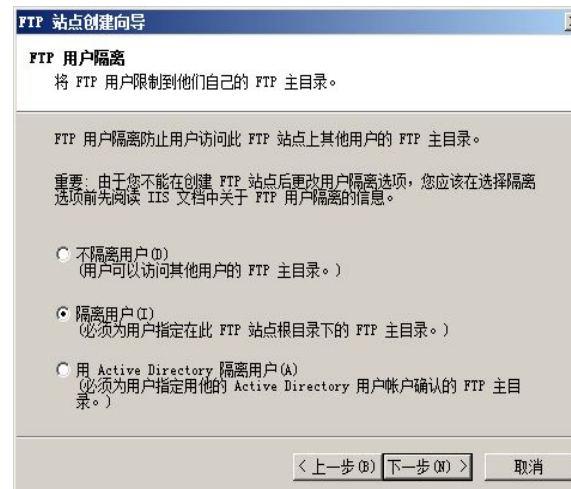 FTP 站点创建向导
FTP 用户隔离
将 FTP 用户限制到他们自己的 FTP 主目录。
FTP 用户隔离防止用户访问此 FTP 站点上其他用户的 FTP 主目录。
重要: 由于您不能在创建 FTP 站点后更改用户隔离选项，您应该在选择隔离
选项前先阅读 IIS 文档中关于 FTP 用户隔离的信息。
不隔离用户(D)
(用户可以访问其他用户的 FTP 主目录。)
隔离用户(I)
(必须为用户指定在此 FTP 站点根目录下的 FTP 主目录。)
用 Active Directory 隔离用户(A)
(必须为用户指定用他的 Active Directory 用户帐户确认的 FTP 主目
录。)
< 上一步(B) 下一步(N) > 取消